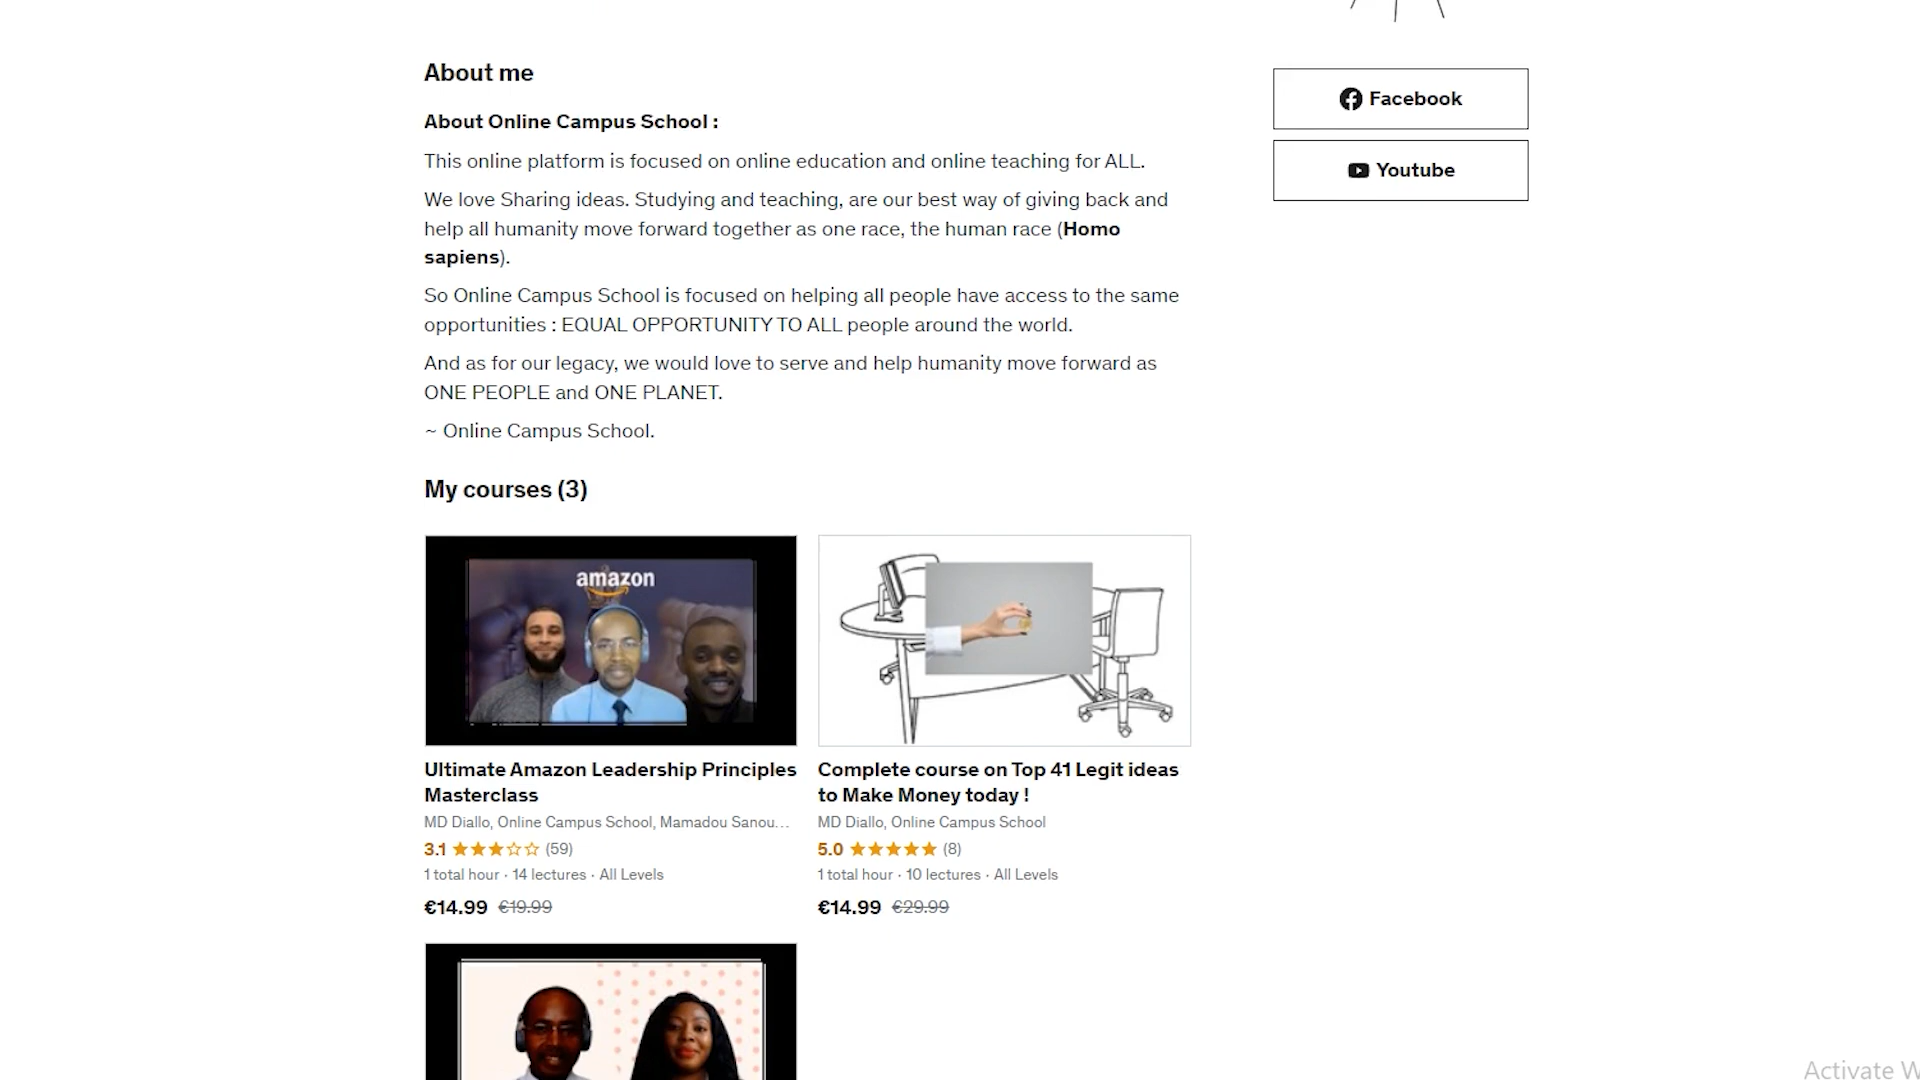 About me
Facebook
About Online Campus School :
Youtube
This online platform is focused on online education and online teaching for ALL.
We love Sharing ideas. Studying and teaching, are our best way of giving back and
help all humanity move forward together as one race, the human race (Homo
sapiens).
So Online Campus School is focused on helping all people have access to the same
opportunities : EQUAL OPPORTUNITY TO ALL people around the world.
And as for our legacy, we would love to serve and help humanity move forward as
ONE PEOPLE and ONE PLANET.
~ Online Campus School.
My courses (3)
amazon
Ultimate Amazon Leadership Principles
Masterclass
MD Diallo, Online Campus School, Mamadou Sanou...
3.1 (59)
1 total hour · 14 lectures · All Levels
€14.99 €19.99
Complete course on Top 41 Legit ideas
to Make Money today !
MD Diallo, Online Campus School
5.0 (8)
1 total hour · 10 lectures · All Levels
€14.99 €29.99
Activate W